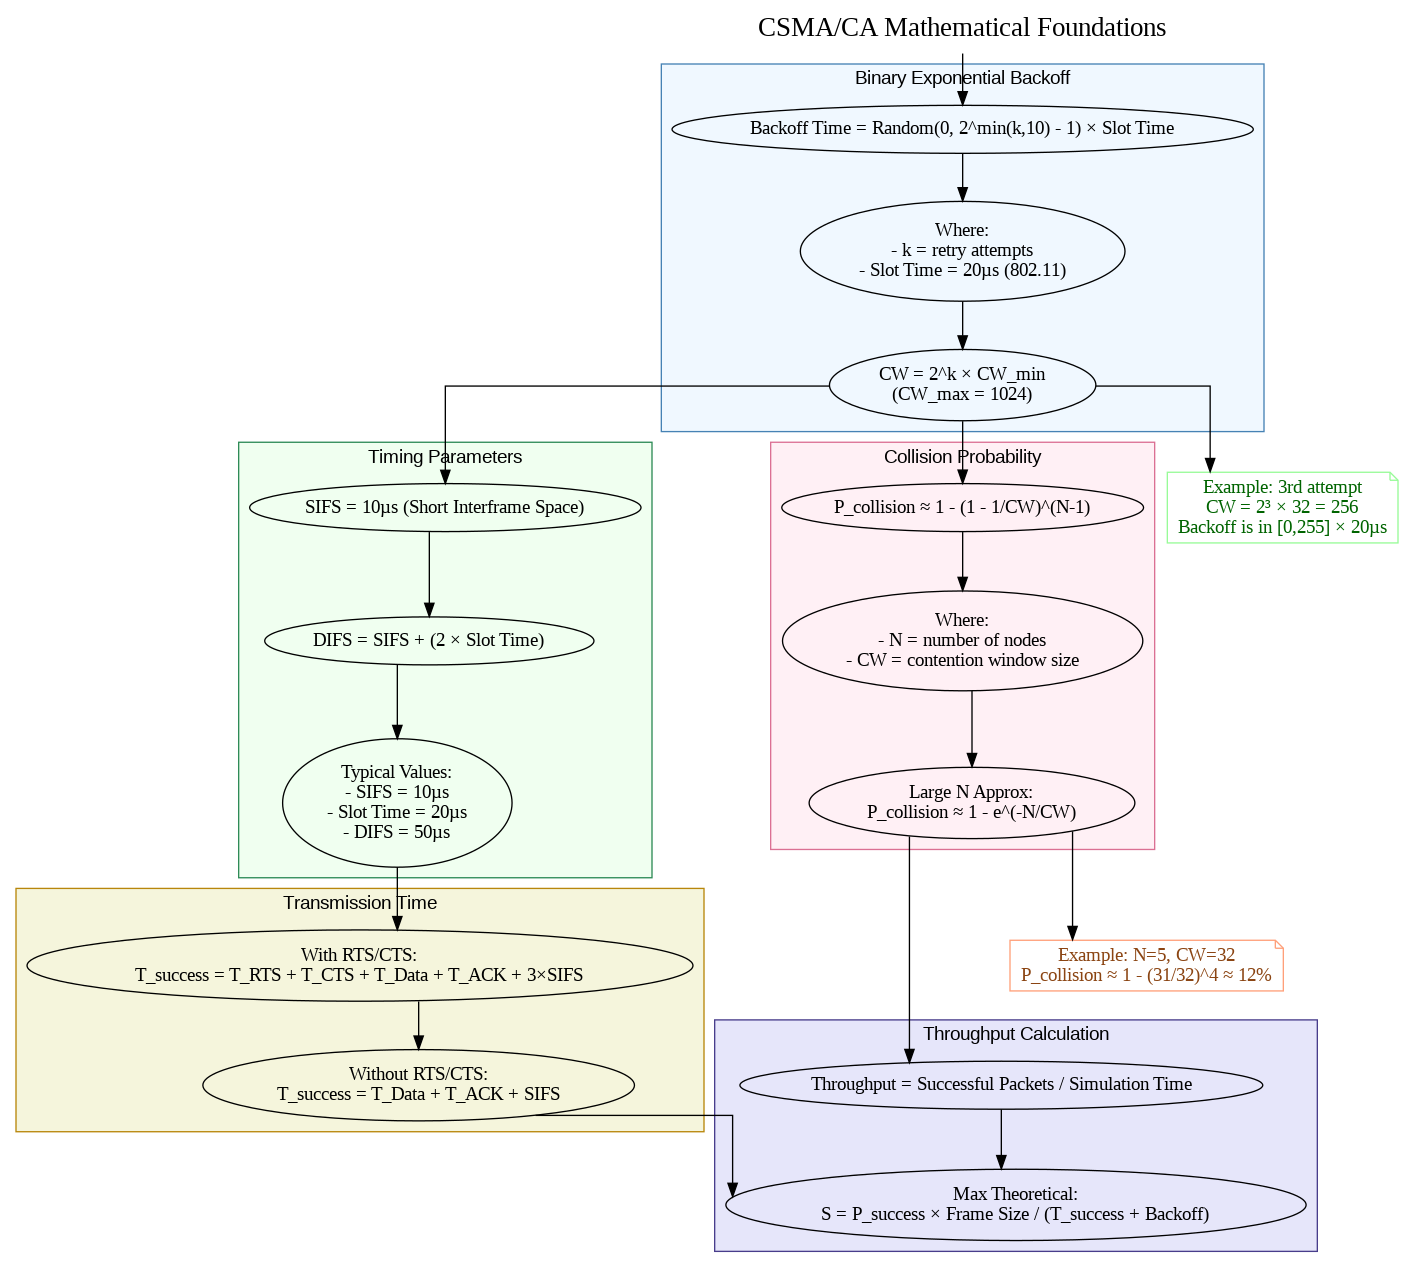 CSMA/CA Mathematical Foundations
Binary Exponential Backoff
Backoff Time = Random(0, 2^min(k,10) - 1) × Slot Time
Where:
- k = retry attempts
- Slot Time = 20µs (802.11)
CW = 2^k × CW_min
(CW_max = 1024)
Timing Parameters
SIFS = 10µs (Short Interframe Space)
DIFS = SIFS + (2 × Slot Time)
Typical Values:
- SIFS = 10µs
- Slot Time = 20µs
- DIFS = 50µs
Collision Probability
P_collision ≈ 1 - (1 - 1/CW)^(N-1)
Where:
- N = number of nodes
- CW = contention window size
Large N Approx:
P_collision ≈ 1 - e^(-N/CW)
Example: 3rd attempt
CW = 2³ × 32 = 256
Backoff is in [0,255] × 20µs
Transmission Time
With RTS/CTS:
T_success = T_RTS + T_CTS + T_Data + T_ACK + 3×SIFS
Without RTS/CTS:
T_success = T_Data + T_ACK + SIFS
Example: N=5, CW=32
P_collision ≈ 1 - (31/32)^4 ≈ 12%
Throughput Calculation
Throughput = Successful Packets / Simulation Time
Max Theoretical:
S = P_success × Frame Size / (T_success + Backoff)